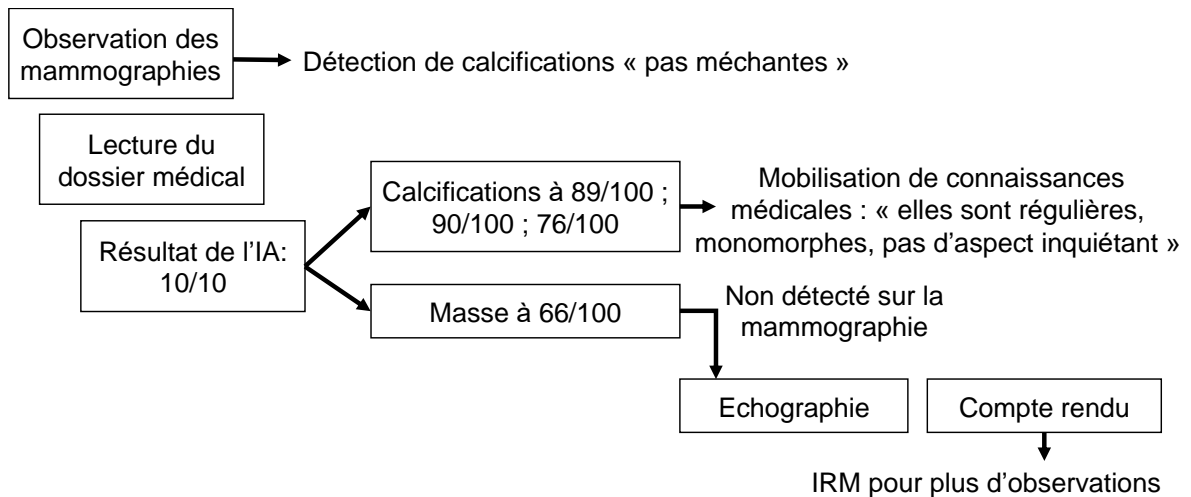 Observation des
mammographies
Détection de calcifications « pas méchantes »
Lecture du
dossier médical
Résultat de l’IA:
10/10
Calcifications à 89/100 ;
90/100 ; 76/100
Mobilisation de connaissances
médicales : « elles sont régulières,
monomorphes, pas d’aspect inquiétant »
Masse à 66/100
Non détecté sur la
mammographie
Echographie
Compte rendu
IRM pour plus d’observations